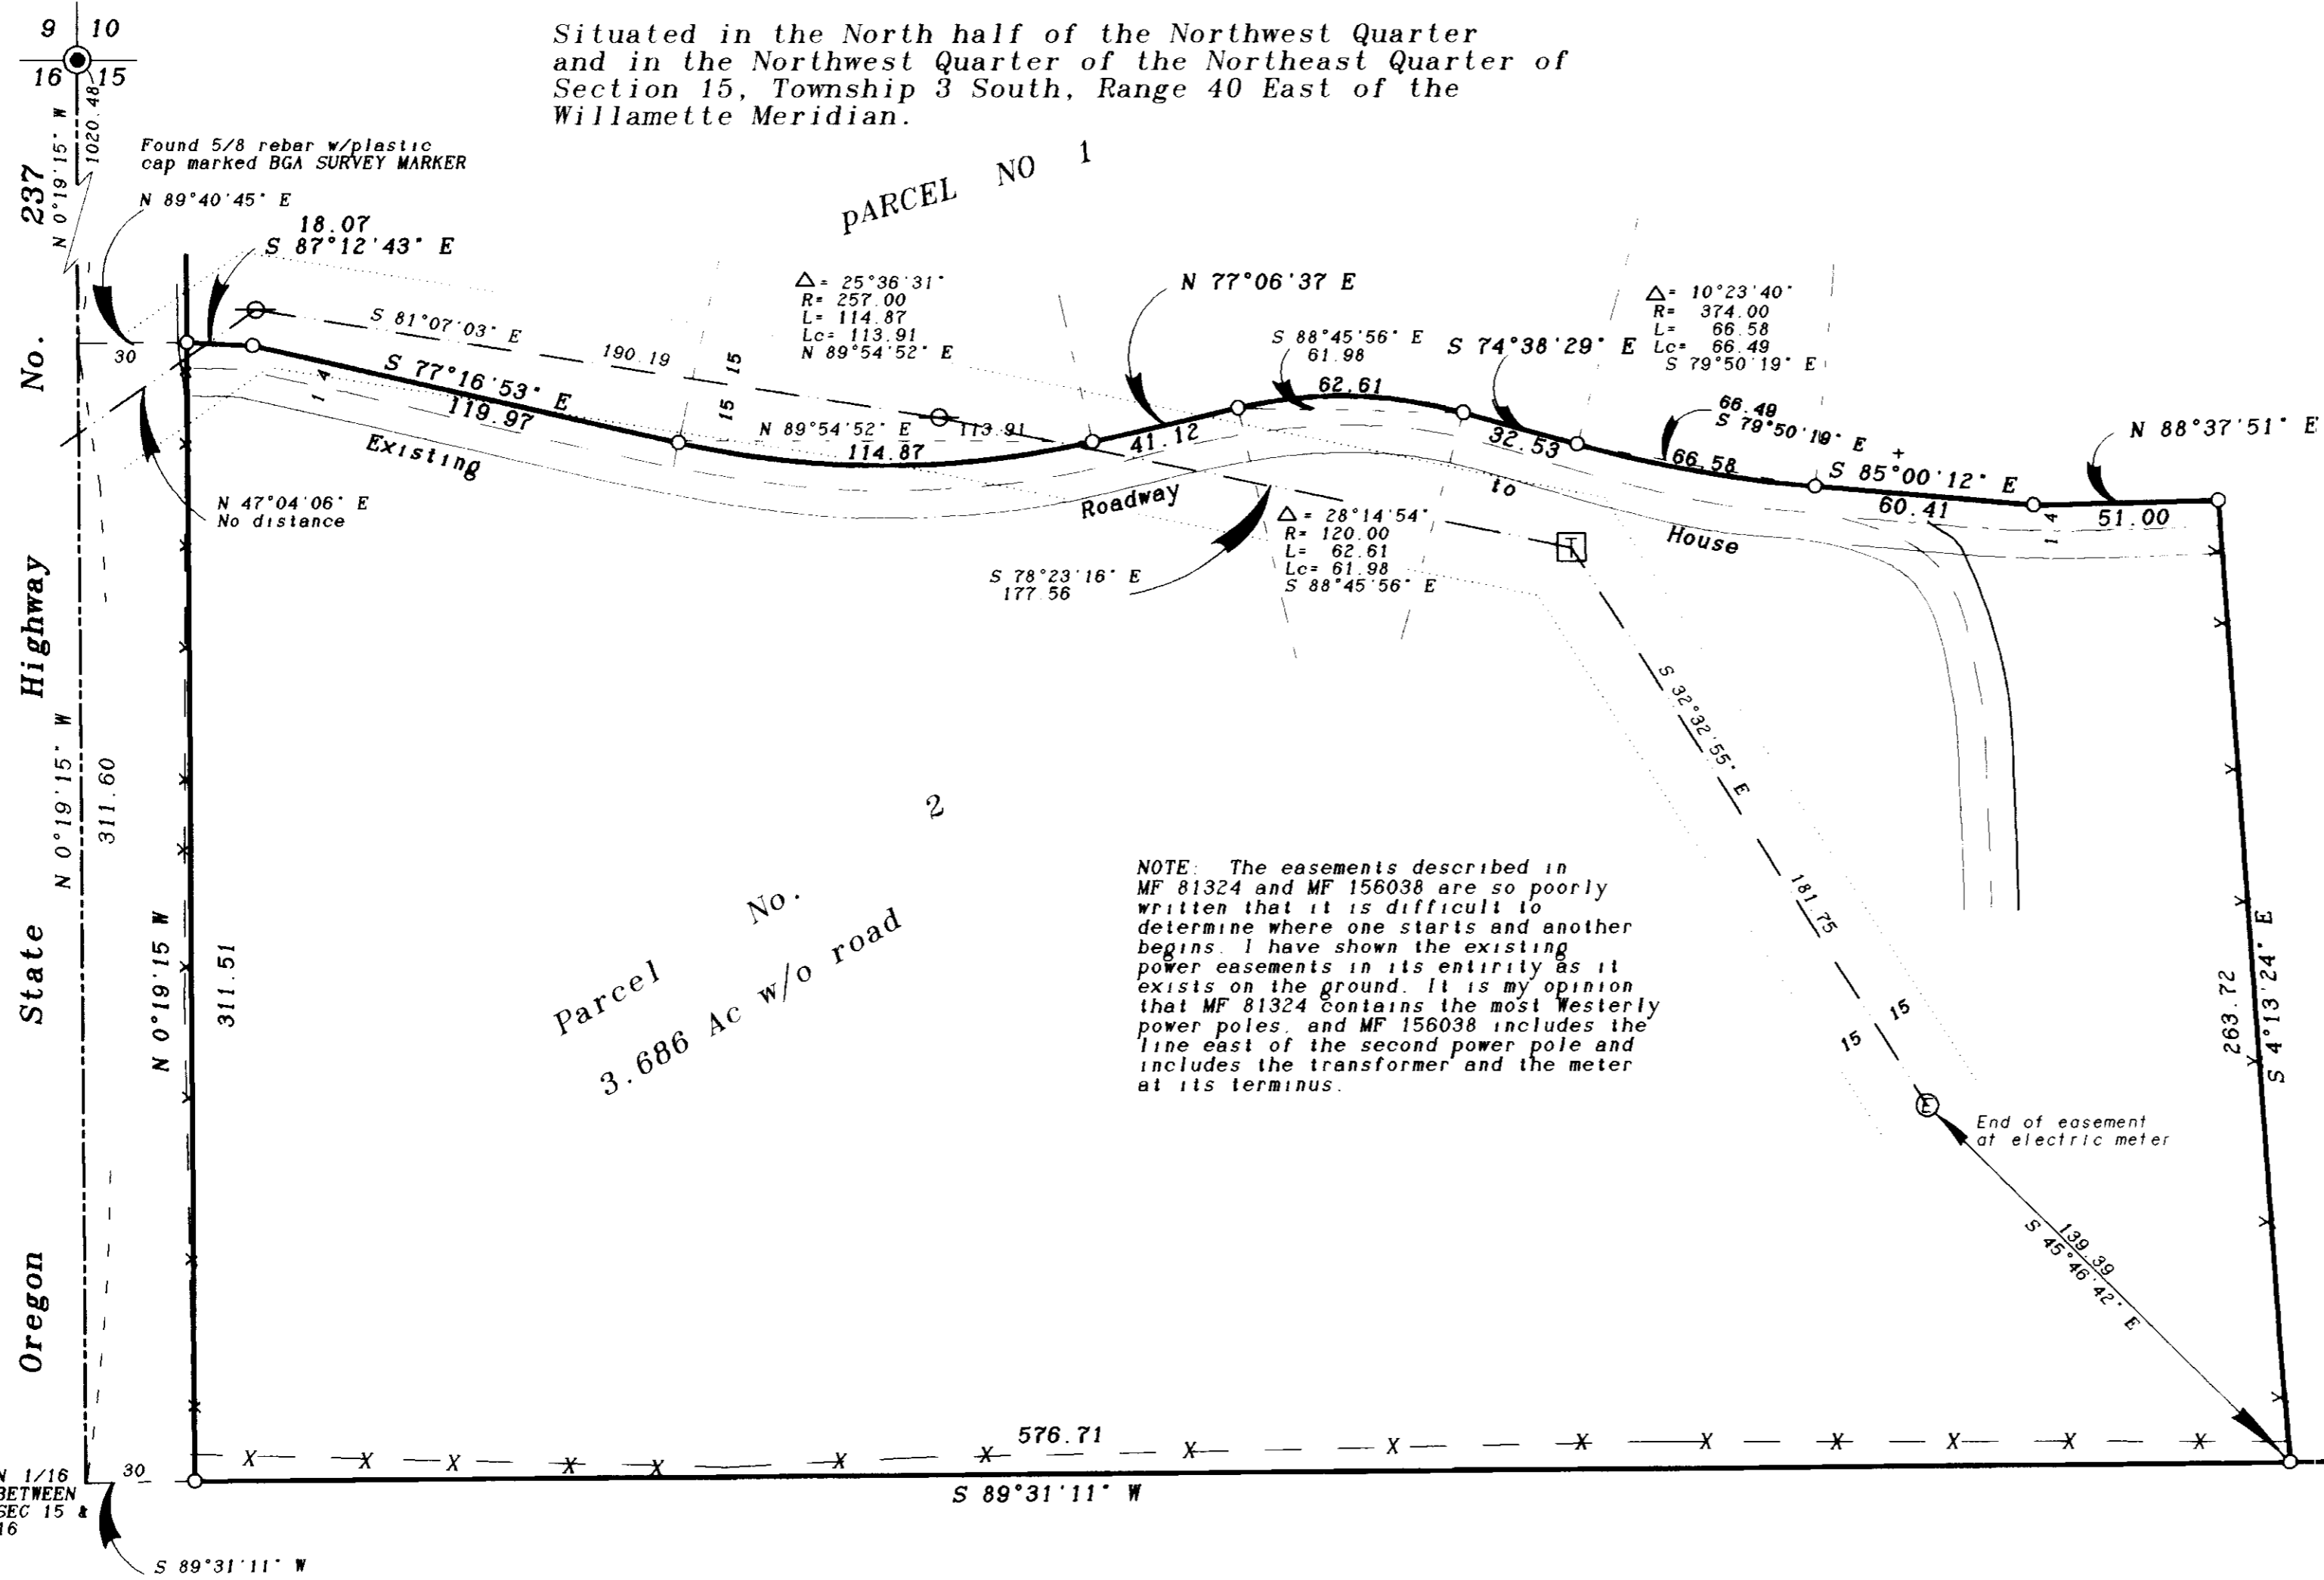 9 10
16 15
N 0°19'15" W
1020.48
Situated in the North half of the Northwest Quarter
and in the Northwest Quarter of the Northeast Quarter of
Section 15, Township 3 South, Range 40 East of the
Willamette Meridian.
Found 5/8 rebar w/plastic
cap marked BGA SURVEY MARKER
N 89°40'45" E
18.07
S 87°12'43" E
pARCEL NO 1
Δ= 25°36'31"
R= 257.00
L= 114.87
Lc= 113.91
N 89°54'52" E
N 77°06'37 E
S 88°45'56" E
61.98
62.61
S 74°38'29" E
Δ= 10°23'40"
R= 374.00
L= 66.58
Lc= 66.49
S 79°50'19" E
66.49
S 79°50'19" E
N 88°37'51" E
30
S 81°07'03" E
190.19
15 15
S 77°16'53" E
119.97
14
N 89°54'52" E 113.91
114.87
41.12
32.53
66.58
S 85°00'12" E
60.41
14
51.00
Existing Roadway to House
N 47°04'06" E
No distance
S 78°23'16" E
177.56
Δ= 28°14'54"
R= 120.00
L= 62.61
Lc= 61.98
S 88°45'56" E
T
Oregon State Highway No. 237
N 0°19'15" W
311.60
N 0°19'15 W
311.51
Parcel No. 2
3.686 Ac w/o road
NOTE: The easements described in
MF 81324 and MF 156038 are so poorly
written that it is difficult to
determine where one starts and another
begins. I have shown the existing
power easements in its entirity as it
exists on the ground. It is my opinion
that MF 81324 contains the most Westerly
power poles, and MF 156038 includes the
line east of the second power pole and
includes the transformer and the meter
at its terminus.
S 32°32'55" E
181.75
15 15
E
End of easement
at electric meter
139.39
S 45°46'42" E
263.72
S 4°13'24" E
576.71
S 89°31'11" W
N 1/16
BETWEEN
SEC 15 &
16
30
S 89°31'11" W